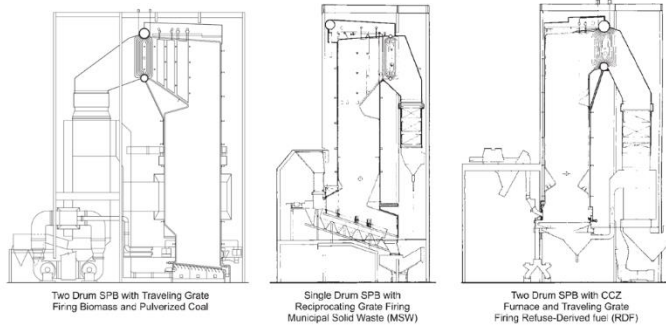 Two Drum SPB with Traveling Grate
Firing Biomass and Pulverized Coal
Single Drum SPB with
Reciprocating Grate Firing
Municipal Solid Waste (MSW)
Two Drum SPB with CCZ
Furnace and Traveling Grate
Firing Refuse-Derived fuel (RDF)